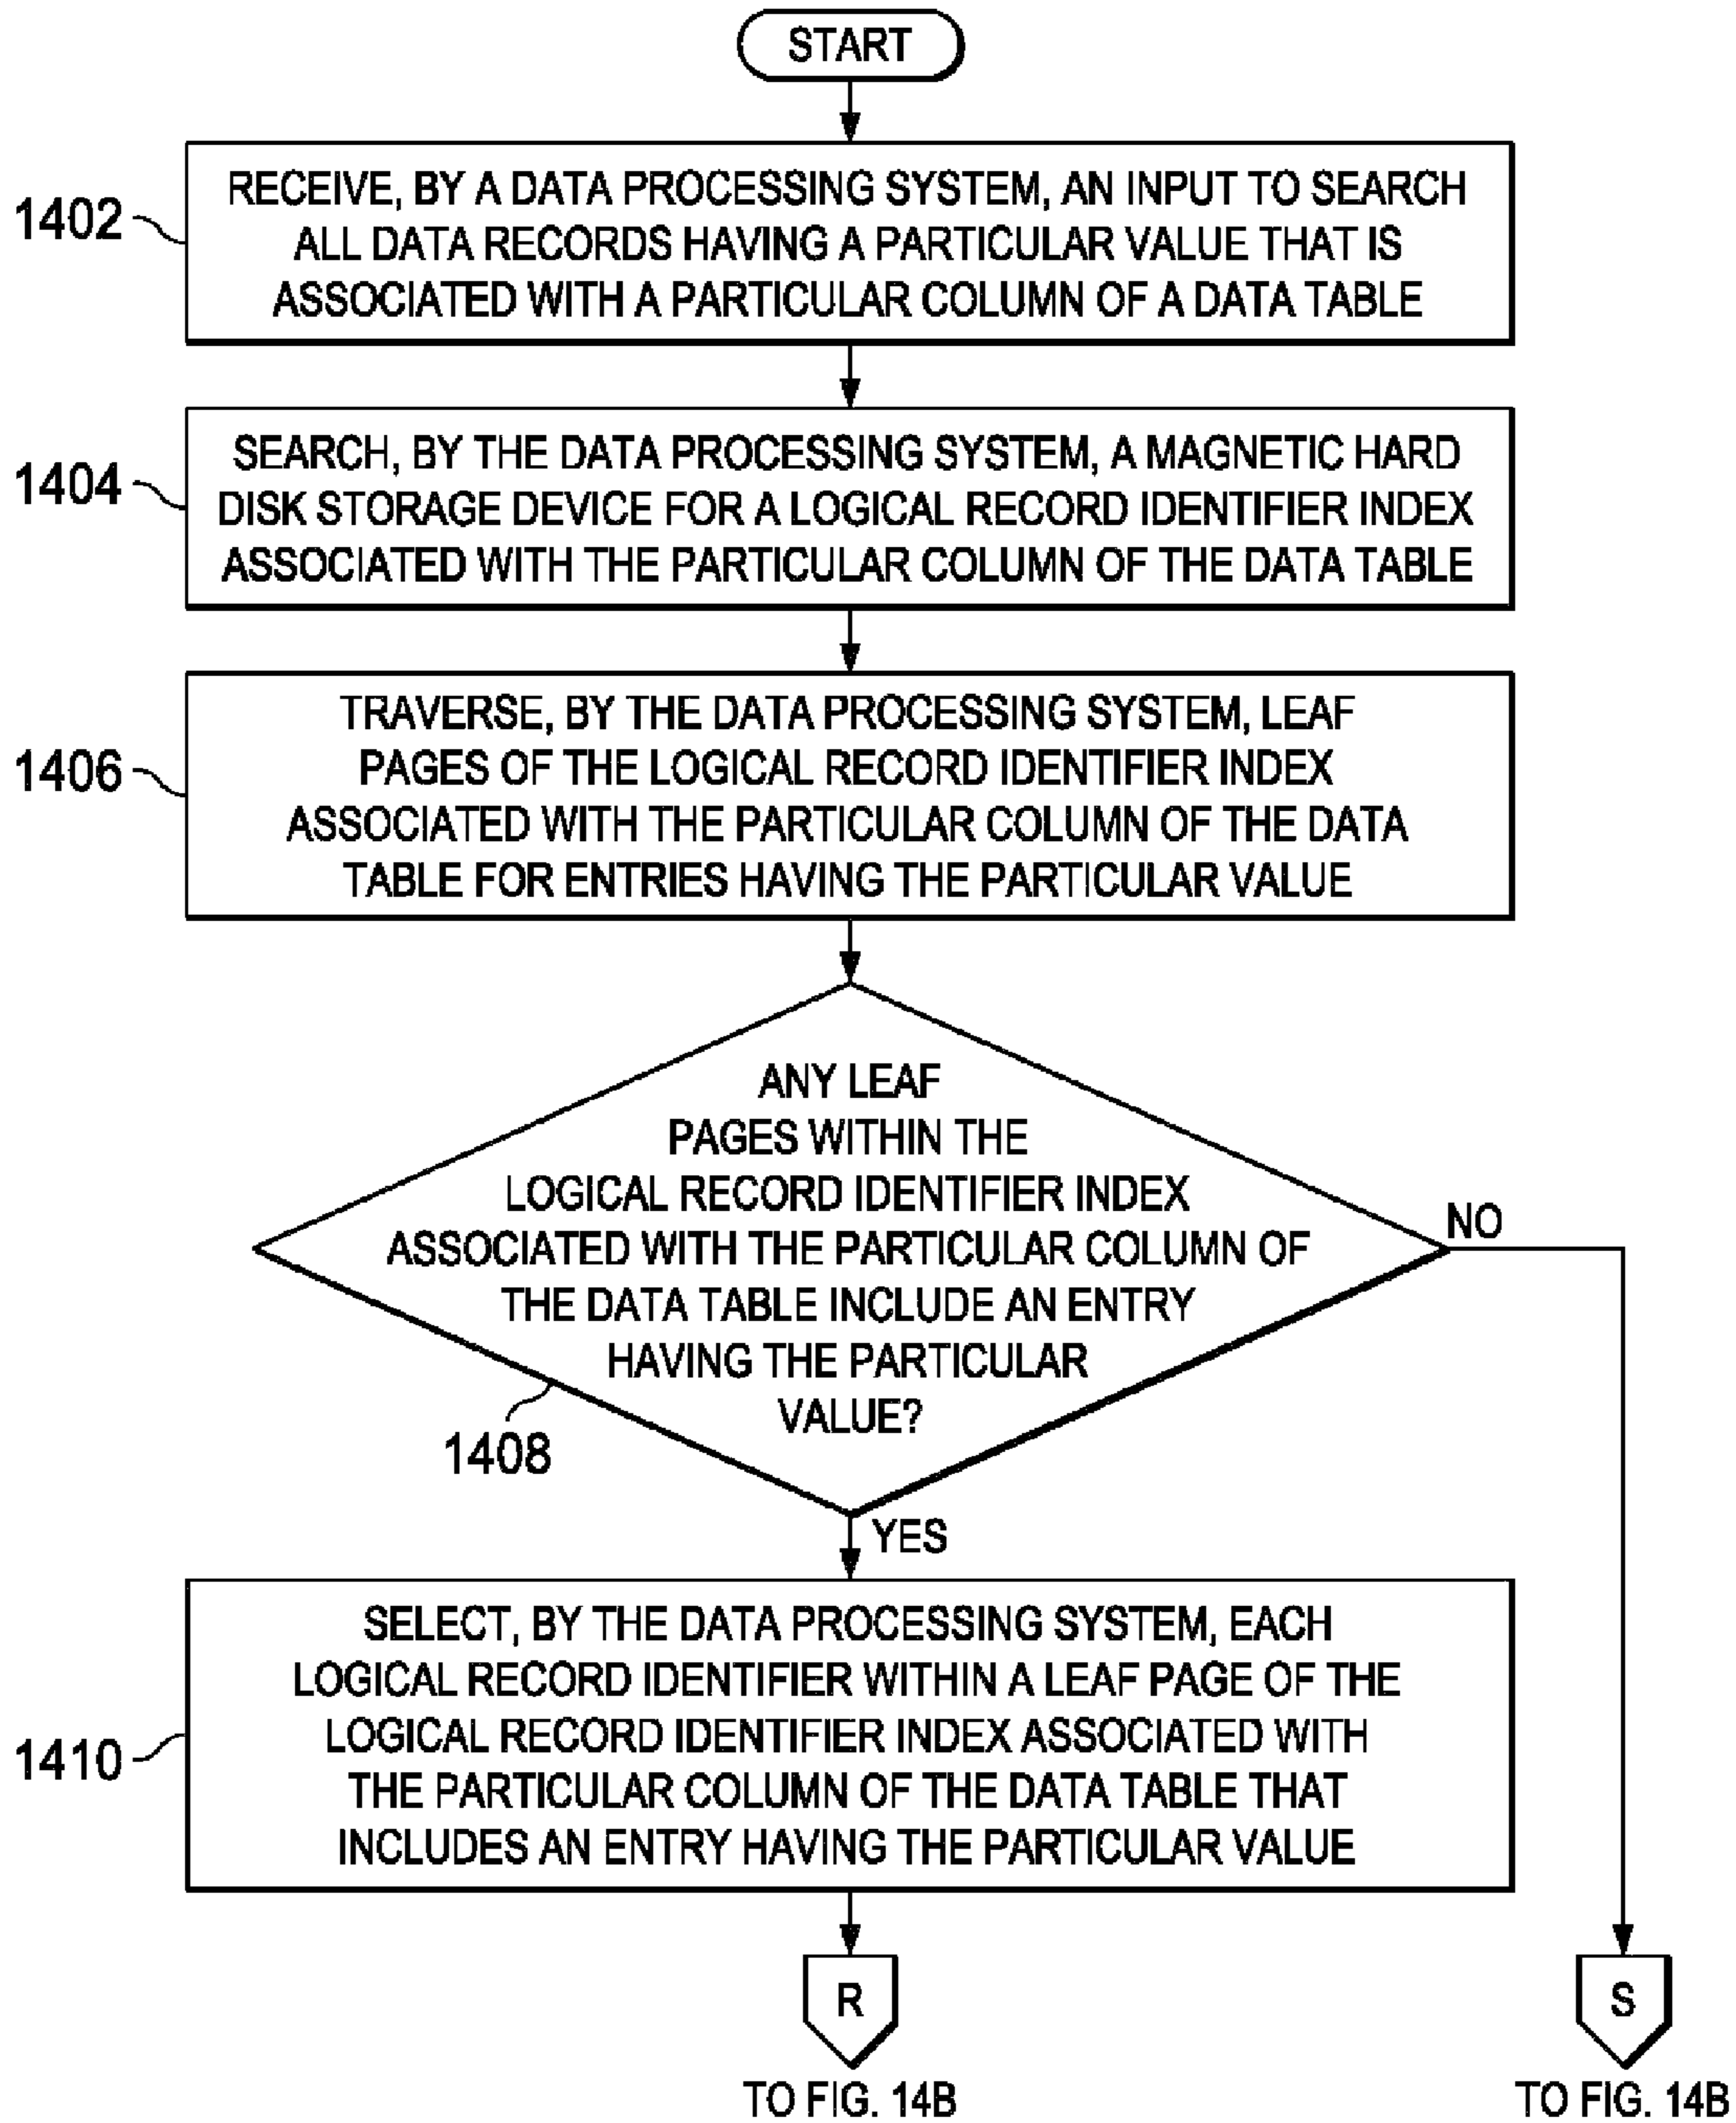 START
1402
RECEIVE, BY A DATA PROCESSING SYSTEM, AN INPUT TO SEARCH
ALL DATA RECORDS HAVING A PARTICULAR VALUE THAT IS
ASSOCIATED WITH A PARTICULAR COLUMN OF A DATA TABLE
1404
SEARCH, BY THE DATA PROCESSING SYSTEM, A MAGNETIC HARD
DISK STORAGE DEVICE FOR A LOGICAL RECORD IDENTIFIER INDEX
ASSOCIATED WITH THE PARTICULAR COLUMN OF THE DATA TABLE
1406
TRAVERSE, BY THE DATA PROCESSING SYSTEM, LEAF
PAGES OF THE LOGICAL RECORD IDENTIFIER INDEX
ASSOCIATED WITH THE PARTICULAR COLUMN OF THE DATA
TABLE FOR ENTRIES HAVING THE PARTICULAR VALUE
ANY LEAF
PAGES WITHIN THE
LOGICAL RECORD IDENTIFIER INDEX
ASSOCIATED WITH THE PARTICULAR COLUMN OF
THE DATA TABLE INCLUDE AN ENTRY
HAVING THE PARTICULAR
VALUE?
NO
1408
YES
1410
SELECT, BY THE DATA PROCESSING SYSTEM, EACH
LOGICAL RECORD IDENTIFIER WITHIN A LEAF PAGE OF THE
LOGICAL RECORD IDENTIFIER INDEX ASSOCIATED WITH
THE PARTICULAR COLUMN OF THE DATA TABLE THAT
INCLUDES AN ENTRY HAVING THE PARTICULAR VALUE
R
S
TO FIG. 14B
TO FIG. 14B